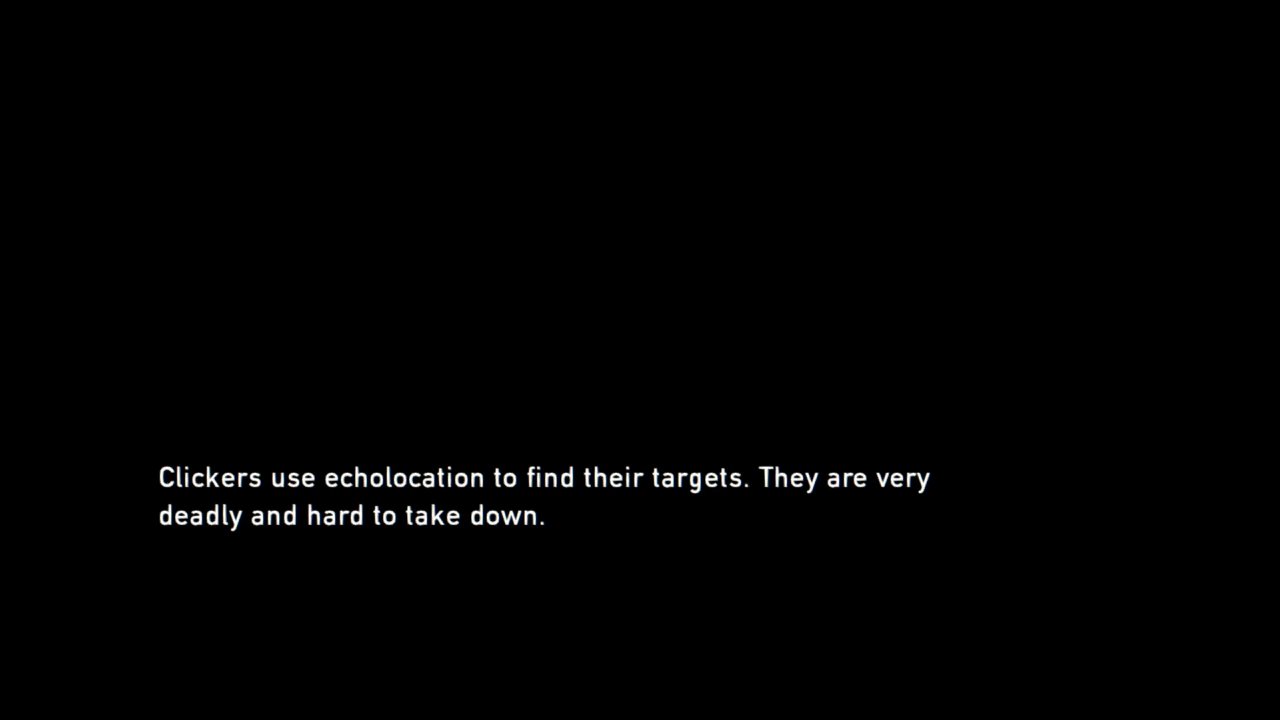 Clickers use echolocation to find their targets. They are very
deadly and hard to take down.